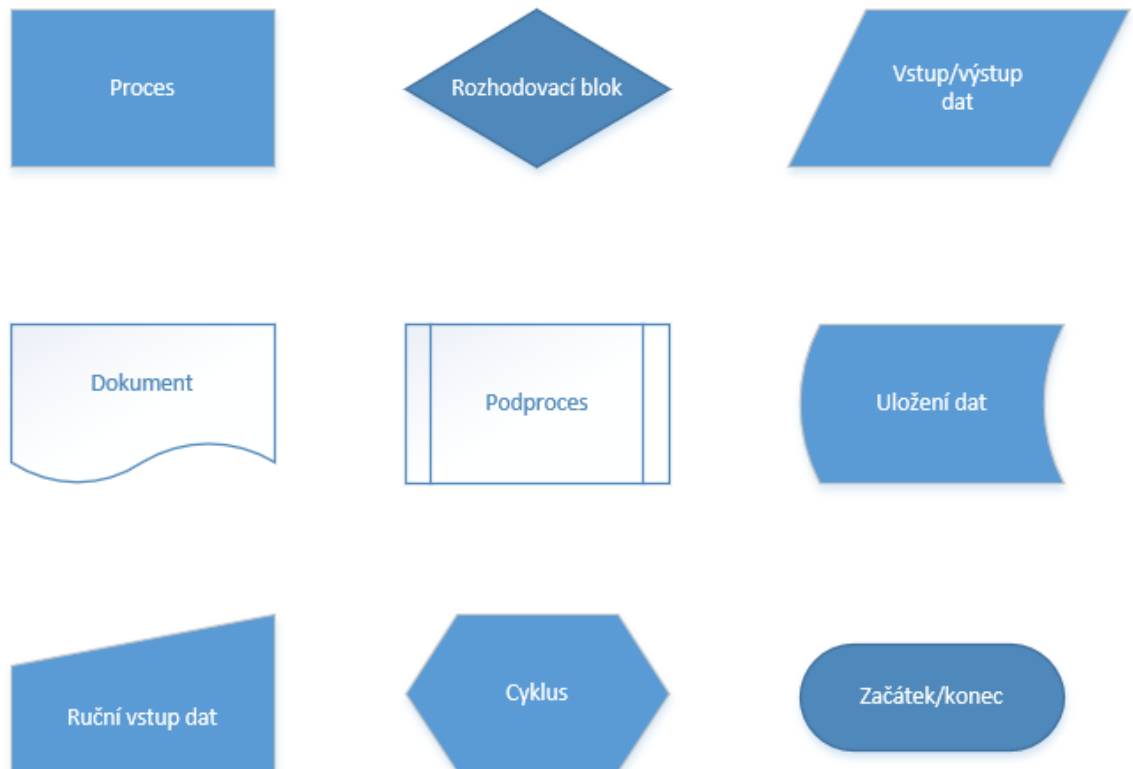 Proces
Rozhodovací blok
Vstup/výstup
dat
Dokument
Podproces
Uložení dat
Ruční vstup dat
Cyklus
Začátek/konec